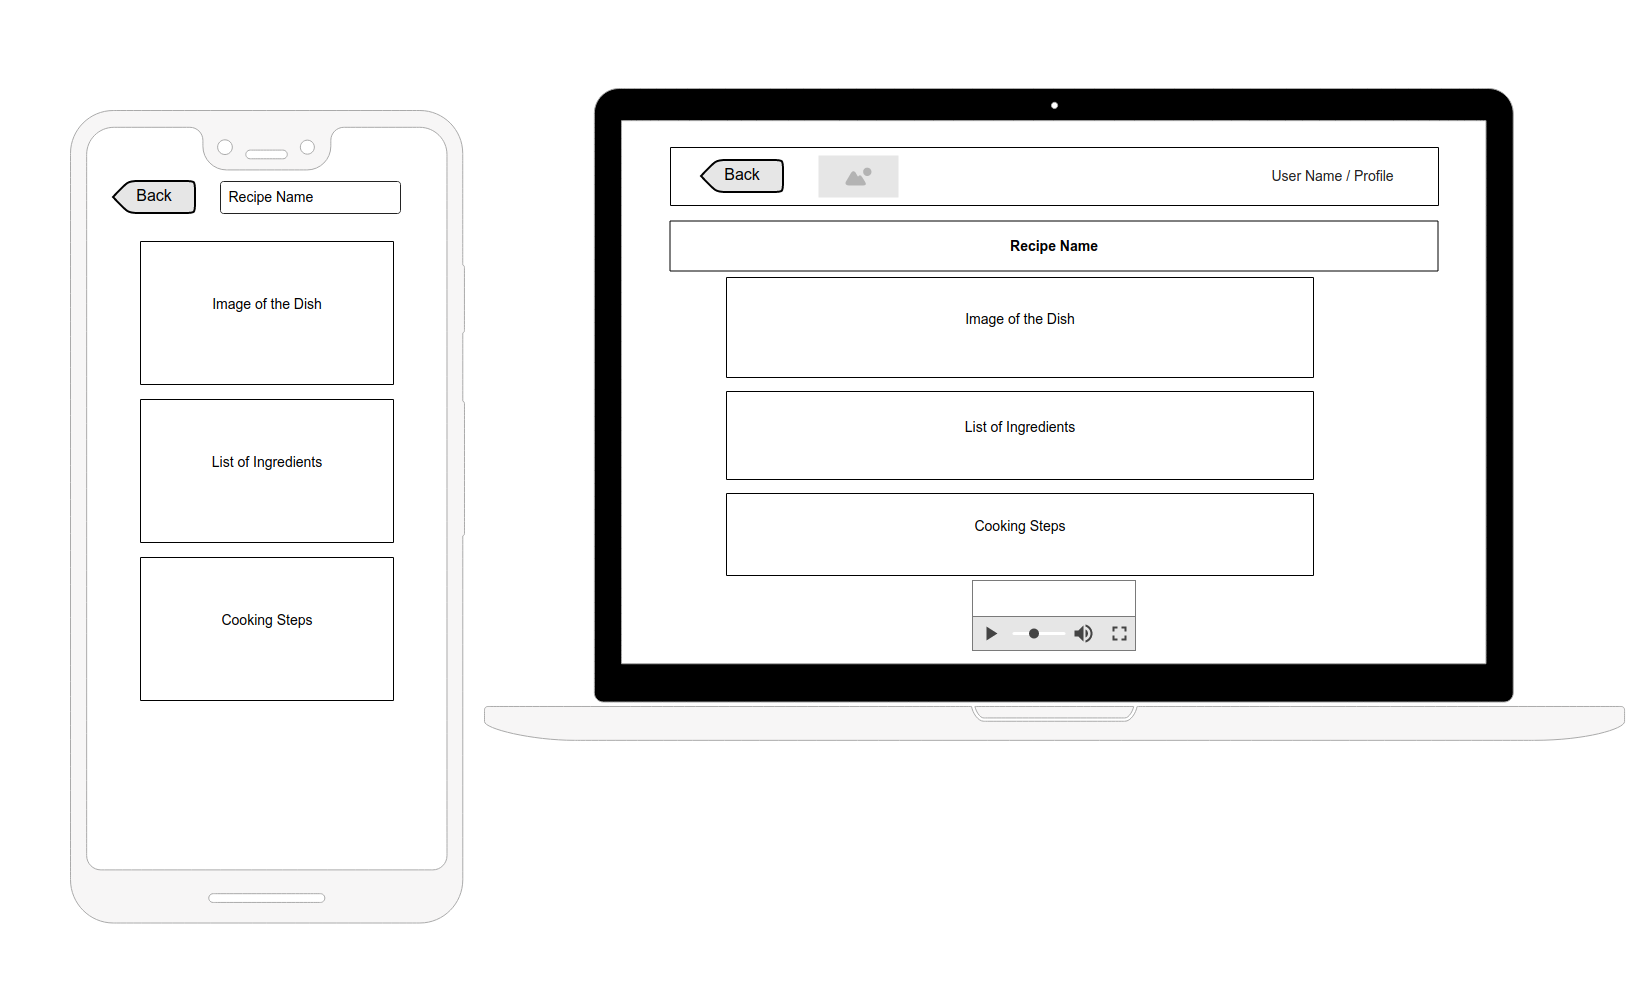 Back
Recipe Name
Image of the Dish
List of Ingredients
Cooking Steps
Back
User Name / Profile
Recipe Name
Image of the Dish
List of Ingredients
Cooking Steps